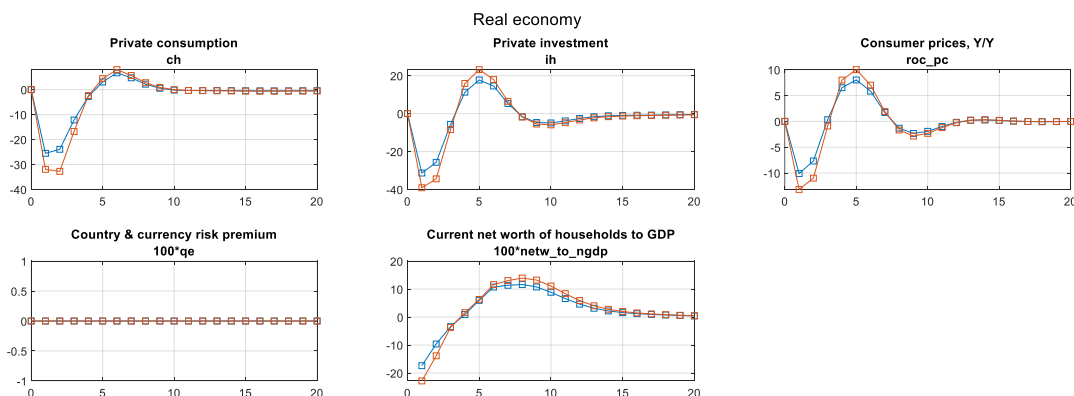 Real economy
Private consumption
ch
0
-10
-20
-30
-40
0 5 10 15 20
Private investment
ih
20
0
-20
-40
0 5 10 15 20
Consumer prices, Y/Y
roc_pc
10
5
0
-5
-10
0 5 10 15 20
Country & currency risk premium
100*qe
1
0.5
0
-0.5
-1
0 5 10 15 20
Current net worth of households to GDP
100*netw_to_ngdp
20
10
0
-10
-20
0 5 10 15 20